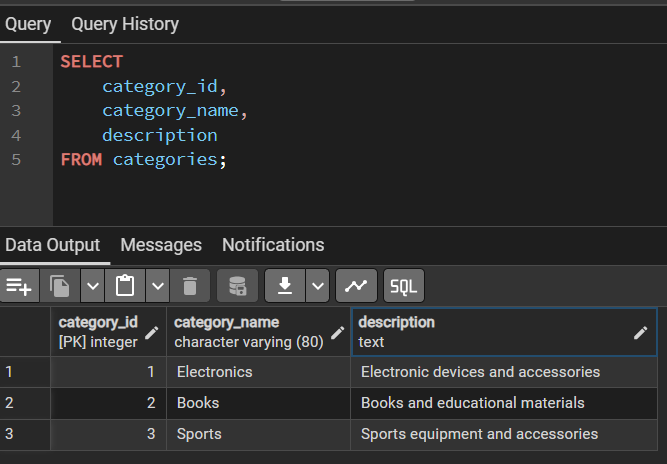 Query Query History
1 SELECT
2 category_id,
3 category_name,
4 description
5 FROM categories;
Data Output Messages Notifications
SQL
category_id category_name description
[PK] integer character varying (80) text
1 1 Electronics Electronic devices and accessories
2 2 Books Books and educational materials
3 3 Sports Sports equipment and accessories